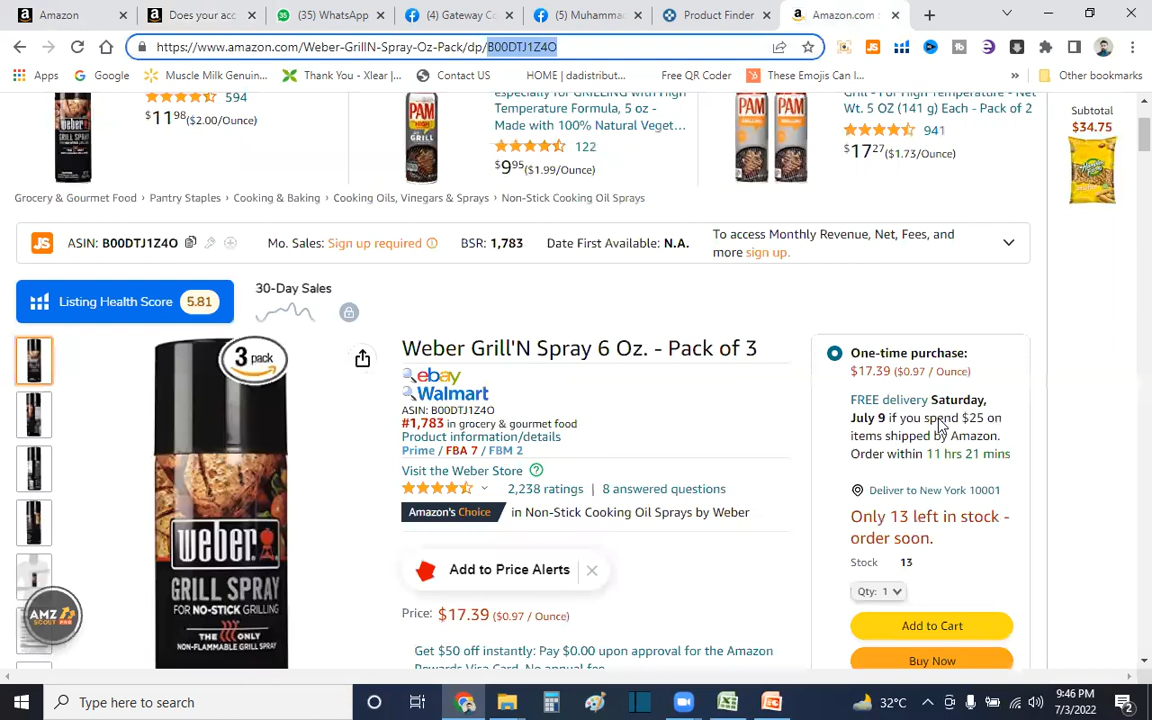 Amazon
Does your acc
(35) WhatsApp
(4) Gateway Co
(5) Muhammac
Product Finder
Amazon.com
https://www.amazon.com/Weber-GrillN-Spray-Oz-Pack/dp/B00DTJ1Z4O
Apps
Google
Muscle Milk Genuin...
Thank You - Xlear |...
Contact US
HOME | dadistribut...
Free QR Counter
These Emojis Can I...
»
Other bookmarks
594
$11.98 ($2.00/Ounce)
especially for GRILLING with High
Temperature Formula, 5 oz -
Made with 100% Natural Veget...
122
$9.95 ($1.99/Ounce)
Grill - For High Temperature - Net
Wt. 5 OZ (141 g) Each - Pack of 2
941
$17.27 ($1.73/Ounce)
Subtotal
$34.75
Grocery & Gourmet Food › Pantry Staples › Cooking & Baking › Cooking Oils, Vinegars & Sprays › Non-Stick Cooking Oil Sprays
JS ASIN: B00DTJ1Z4O
Mo. Sales: Sign up required
BSR: 1,783
Date First Available: N.A.
To access Monthly Revenue, Net, Fees, and
more sign up.
Listing Health Score 5.81
30-Day Sales
3 pack
weber
GRILL SPRAY
FOR NO-STICK GRILLING
THE ONLY
NON-FLAMMABLE GRILL SPRAY
AMZ
SCOUT PRO
Weber Grill'N Spray 6 Oz. - Pack of 3
ebay
Walmart
ASIN: B00DTJ1Z4O
#1,783 in grocery & gourmet food
Product information/details
Prime / FBA 7 / FBM 2
Visit the Weber Store
2,238 ratings | 8 answered questions
Amazon's Choice in Non-Stick Cooking Oil Sprays by Weber
Add to Price Alerts
Price: $17.39 ($0.97 / Ounce)
Get $50 off instantly: Pay $0.00 upon approval for the Amazon
Rewards Visa Card. No annual fee.
One-time purchase:
$17.39 ($0.97 / Ounce)
FREE delivery Saturday,
July 9 if you spend $25 on
items shipped by Amazon.
Order within 11 hrs 21 mins
Deliver to New York 10001
Only 13 left in stock -
order soon.
Stock 13
Qty: 1
Add to Cart
Buy Now
Type here to search
32°C
9:46 PM
7/3/2022
2